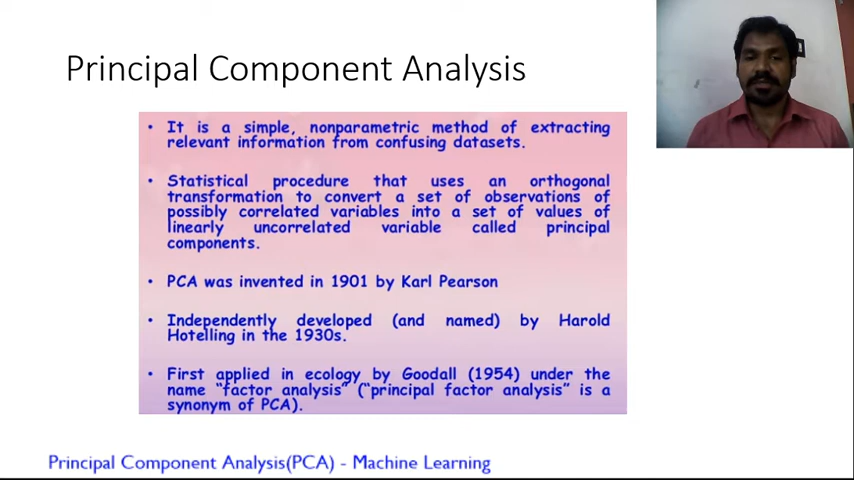 Principal Component Analysis
• It is a simple, nonparametric method of extracting
relevant information from confusing datasets.
• Statistical procedure that uses an orthogonal
transformation to convert a set of observations of
possibly correlated variables into a set of values of
linearly uncorrelated variable called principal
components.
• PCA was invented in 1901 by Karl Pearson
• Independently developed (and named) by Harold
Hotelling in the 1930s.
• First applied in ecology by Goodall (1954) under the
name “factor analysis” (“principal factor analysis” is a
synonym of PCA).
Principal Component Analysis(PCA) - Machine Learning